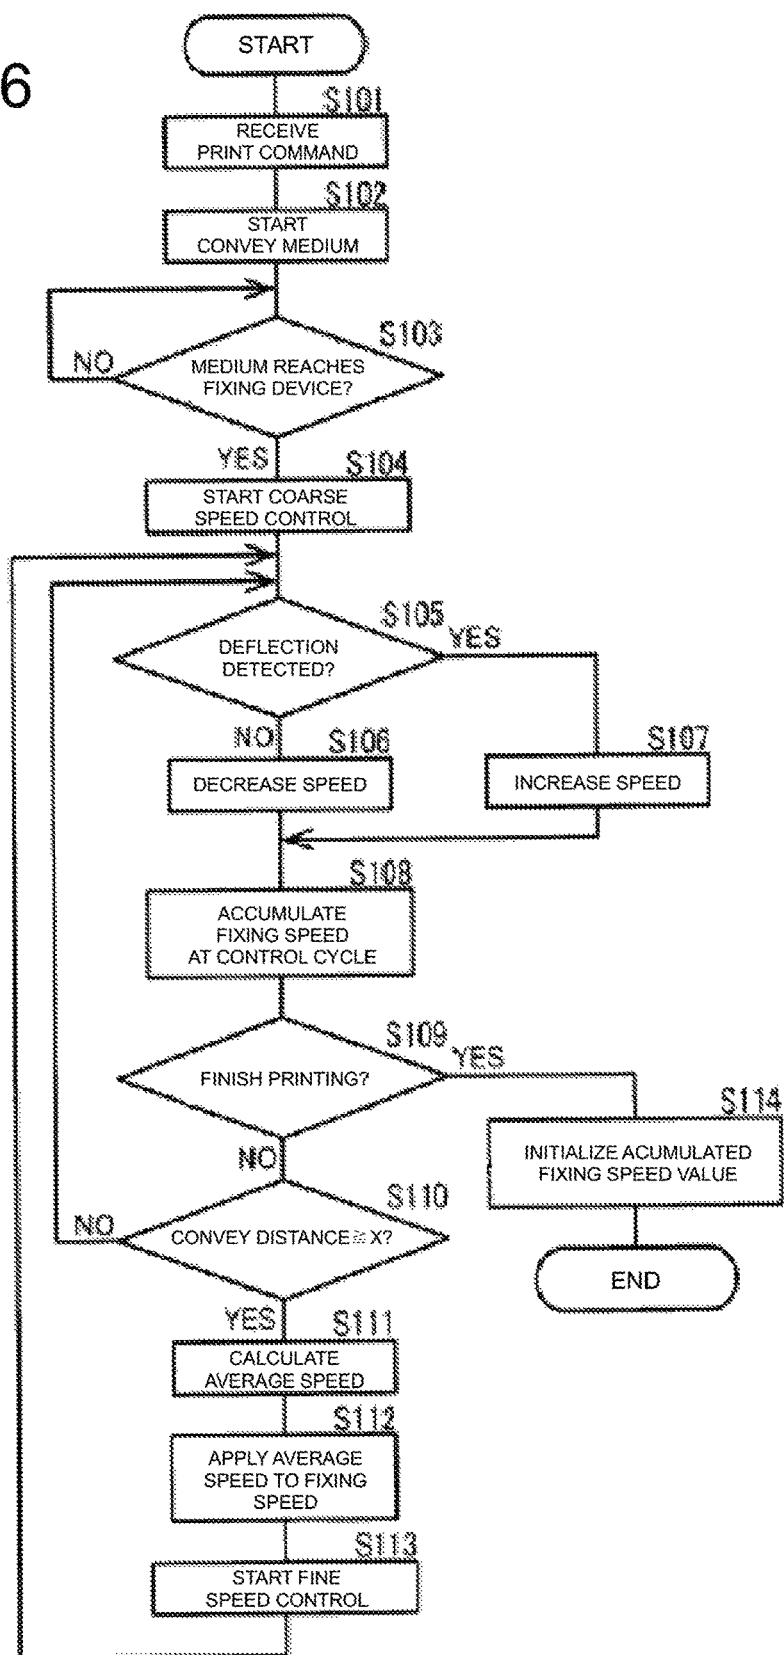 6
START
S101
RECEIVE
PRINT COMMAND
S102
START
CONVEY MEDIUM
S103
MEDIUM REACHES
FIXING DEVICE?
NO
YES
S104
START COARSE
SPEED CONTROL
S105
DEFLECTION
DETECTED?
YES
NO
S106
DECREASE SPEED
S107
INCREASE SPEED
S108
ACCUMULATE
FIXING SPEED
AT CONTROL CYCLE
S109
FINISH PRINTING?
YES
NO
S114
INITIALIZE ACUMULATED
FIXING SPEED VALUE
END
S110
CONVEY DISTANCE≧X?
NO
YES
S111
CALCULATE
AVERAGE SPEED
S112
APPLY AVERAGE
SPEED TO FIXING
SPEED
S113
START FINE
SPEED CONTROL